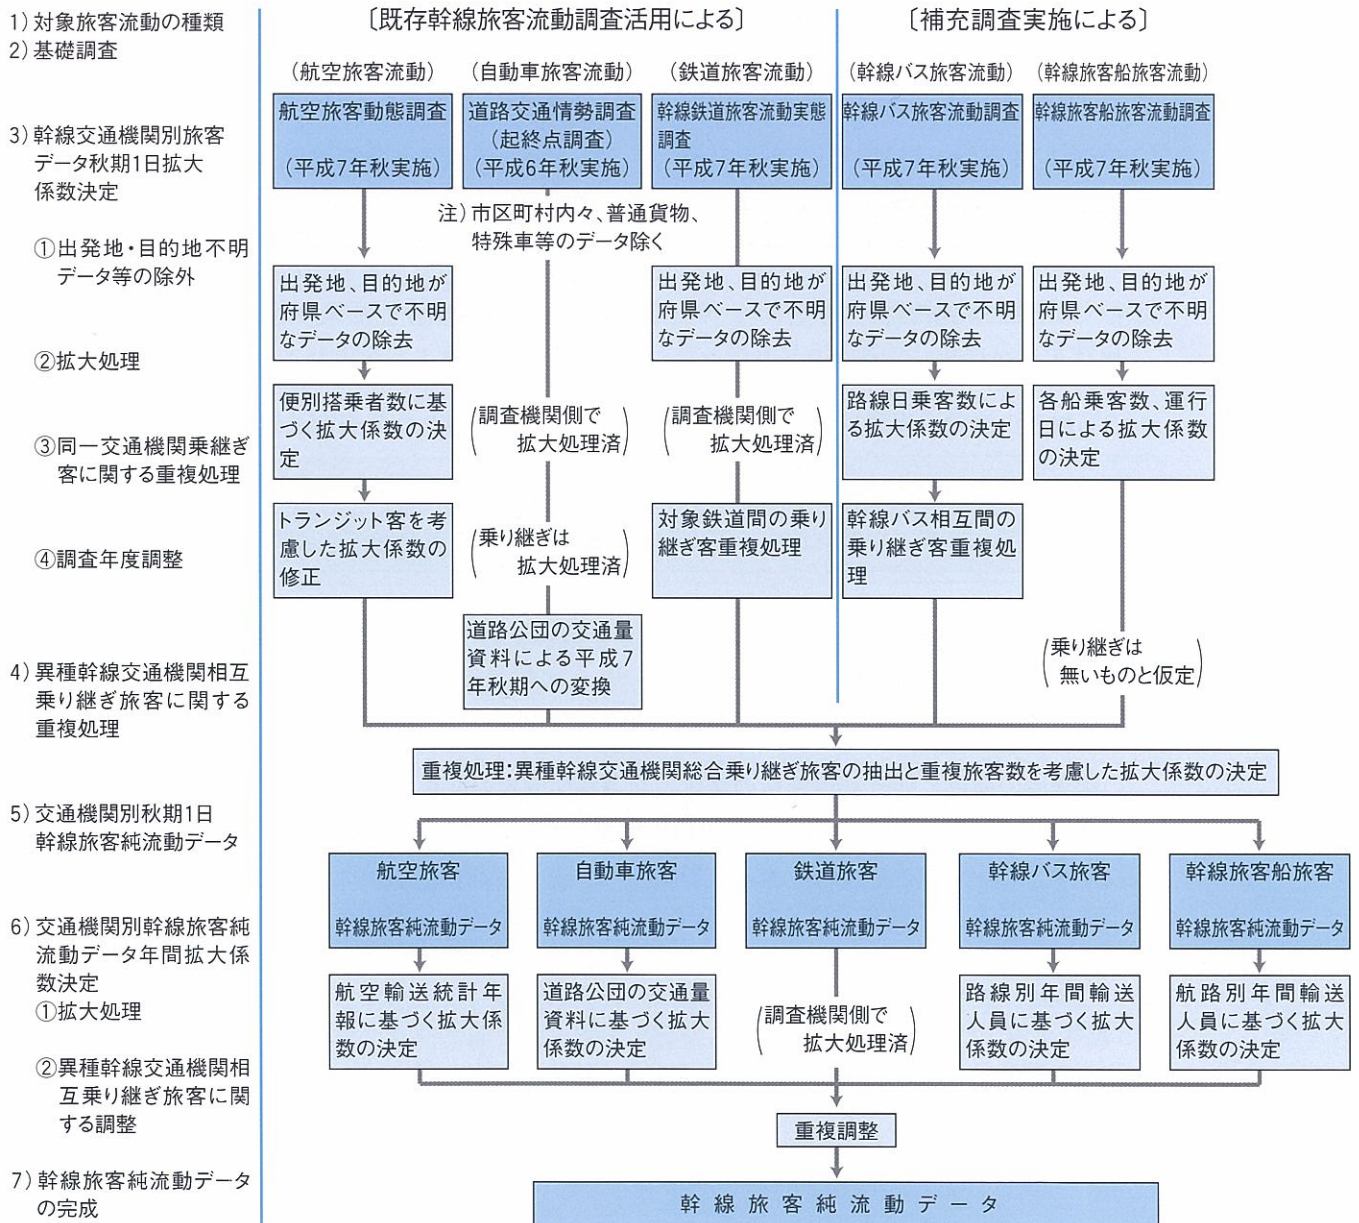 1)対象旅客流動の種類
2)基礎調査
3)幹線交通機関別旅客
データ秋期1日拡大
係数決定
①出発地・目的地不明
データ等の除外
②拡大処理
③同一交通機関乗継ぎ
客に関する重複処理
④調査年度調整
4)異種幹線交通機関相互
乗り継ぎ旅客に関する
重複処理
5)交通機関別秋期1日
幹線旅客純流動データ
6)交通機関別幹線旅客純
流動データ年間拡大係
数決定
①拡大処理
②異種幹線交通機関相
互乗り継ぎ旅客に関
する調整
7)幹線旅客純流動データ
の完成
〔既存幹線旅客流動調査活用による〕
〔補充調査実施による〕
(航空旅客流動)
(自動車旅客流動)
(鉄道旅客流動)
(幹線バス旅客流動)
(幹線旅客船旅客流動)
航空旅客動態調査
(平成7年秋実施)
道路交通情勢調査
(起終点調査)
(平成6年秋実施)
幹線鉄道旅客流動実態
調査
(平成7年秋実施)
幹線バス旅客流動調査
(平成7年秋実施)
幹線旅客船旅客流動調査
(平成7年秋実施)
注)市区町村内々、普通貨物、
特殊車等のデータ除く
出発地、目的地が
府県ベースで不明
なデータの除去
出発地、目的地が
府県ベースで不明
なデータの除去
出発地、目的地が
府県ベースで不明
なデータの除去
出発地、目的地が
府県ベースで不明
なデータの除去
便別搭乗者数に基
づく拡大係数の決
定
(調査機関側で
拡大処理済)
(調査機関側で
拡大処理済)
路線日乗客数によ
る拡大係数の決定
各船乗客数、運行
日による拡大係数
の決定
トランジット客を考
慮した拡大係数の
修正
(乗り継ぎは
拡大処理済)
対象鉄道間の乗り
継ぎ客重複処理
幹線バス相互間の
乗り継ぎ客重複処
理
道路公団の交通量
資料による平成7
年秋期への変換
(乗り継ぎは
無いものと仮定)
重複処理:異種幹線交通機関総合乗り継ぎ旅客の抽出と重複旅客数を考慮した拡大係数の決定
航空旅客
幹線旅客純流動データ
自動車旅客
幹線旅客純流動データ
鉄道旅客
幹線旅客純流動データ
幹線バス旅客
幹線旅客純流動データ
幹線旅客船旅客
幹線旅客純流動データ
航空輸送統計年
報に基づく拡大係
数の決定
道路公団の交通量
資料に基づく拡大
係数の決定
(調査機関側で
拡大処理済)
路線別年間輸送
人員に基づく拡大
係数の決定
航路別年間輸送
人員に基づく拡大
係数の決定
重複調整
幹線旅客純流動データ